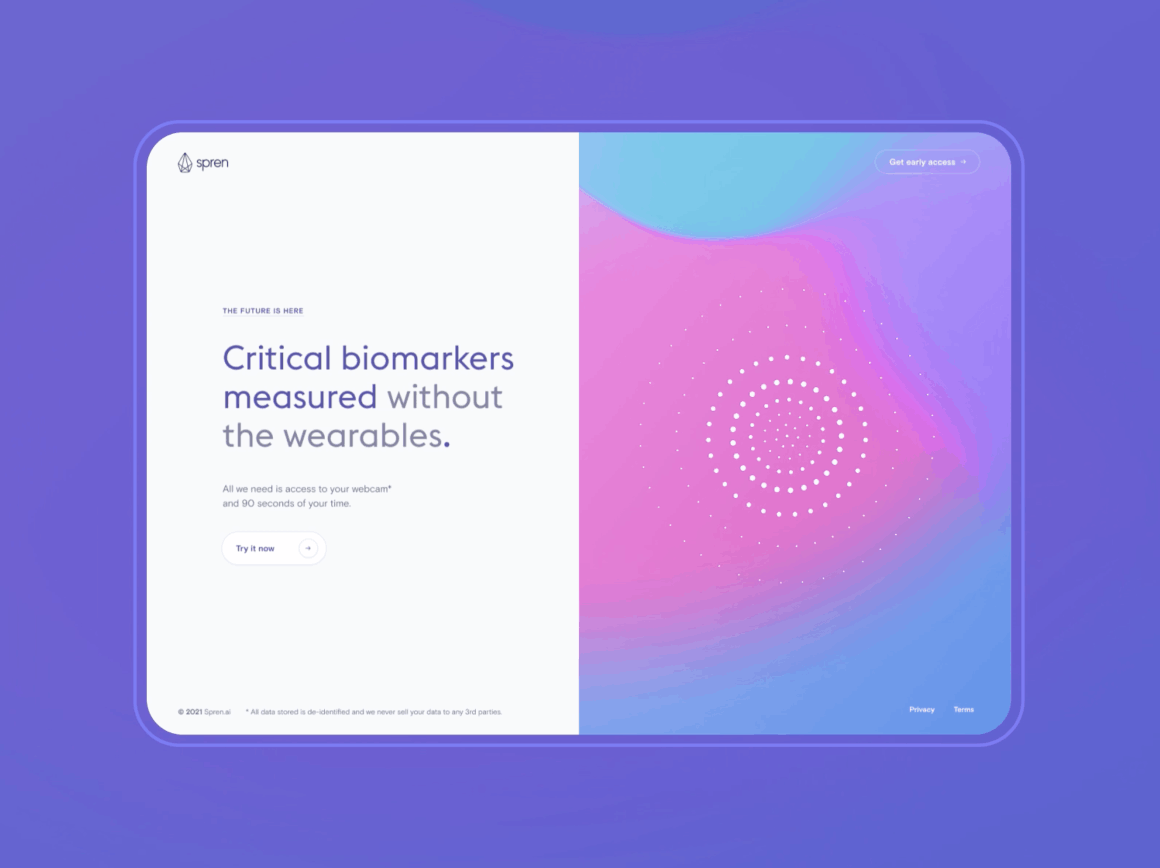 spren
Get early access →
THE FUTURE IS HERE
Critical biomarkers
measured without
the wearables.
All we need is access to your webcam*
and 90 seconds of your time.
Try it now →
© 2021 Spren.ai
* All data stored is de-identified and we never sell your data to any 3rd parties.
Privacy
Terms